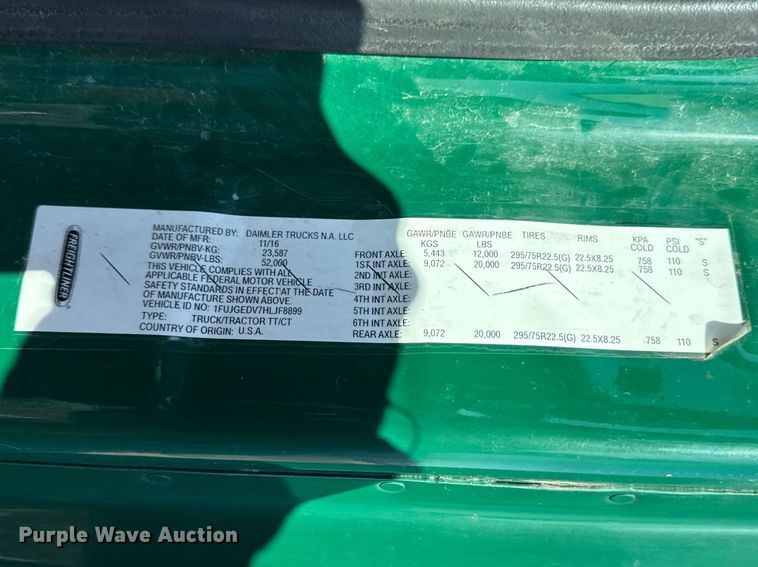 FREIGHTLINER
MANUFACTURED BY: DAIMLER TRUCKS N.A. LLC
DATE OF MFR: 11/16
GVWR/PNBV-KG: 23,587
GVWR/PNBV-LBS: 52,000
THIS VEHICLE COMPLIES WITH ALL
APPLICABLE FEDERAL MOTOR VEHICLE
SAFETY STANDARDS IN EFFECT AT THE DATE
OF MANUFACTURE SHOWN ABOVE.
VEHICLE ID NO: 1FUJGEDV7HLJF8899
TYPE: TRUCK/TRACTOR TT/CT
COUNTRY OF ORIGIN: U.S.A.
GAWR/PNBE KGS GAWR/PNBE LBS TIRES RIMS KPA COLD PSI COLD "S"
FRONT AXLE: 5,443 12,000 295/75R22.5(G) 22.5X8.25 758 110 S
1ST INT AXLE: 9,072 20,000 295/75R22.5(G) 22.5X8.25 758 110 S
2ND INT AXLE:
3RD INT AXLE:
4TH INT AXLE:
5TH INT AXLE:
6TH INT AXLE:
REAR AXLE: 9,072 20,000 295/75R22.5(G) 22.5X8.25 758 110 S
Purple Wave Auction